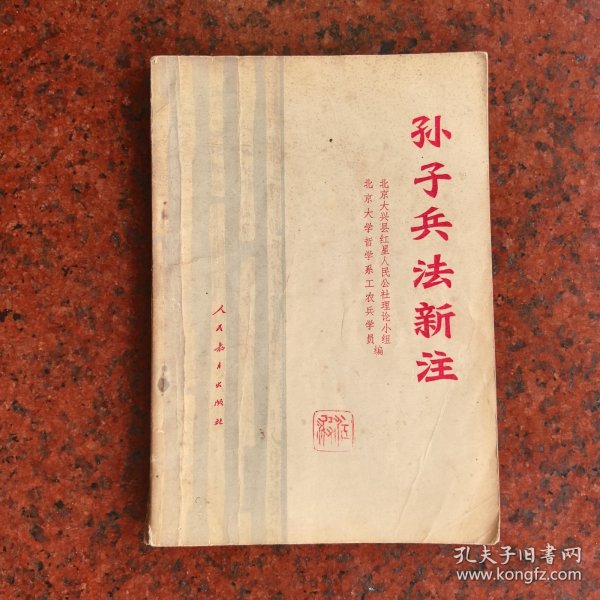 孙子兵法新注
北京大兴县红星人民公社理论小组
北京大学哲学系工农兵学员
编
人民教育出版社
孔夫子旧书网
www.kongfz.com